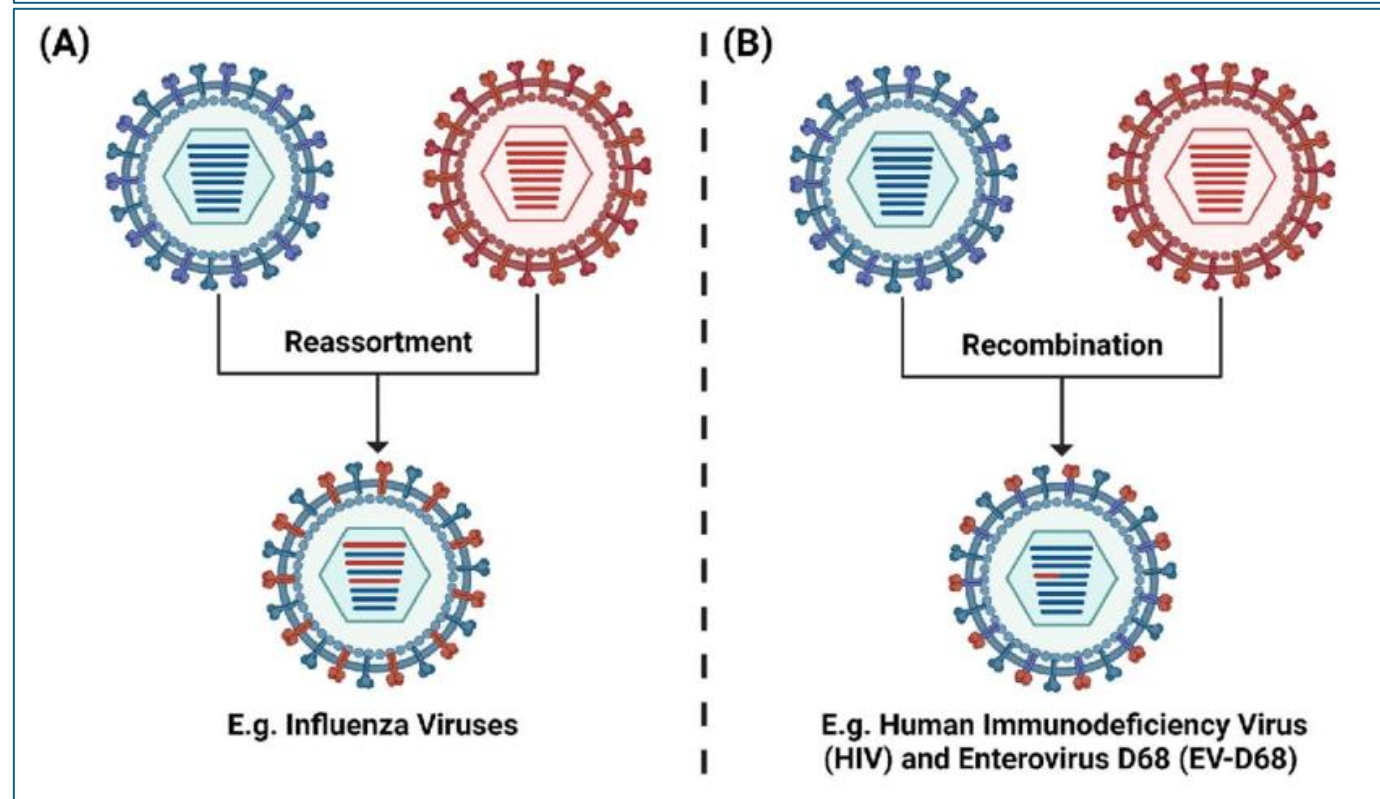 (A)
Reassortment
E.g. Influenza Viruses
(B)
Recombination
E.g. Human Immunodeficiency Virus
(HIV) and Enterovirus D68 (EV-D68)